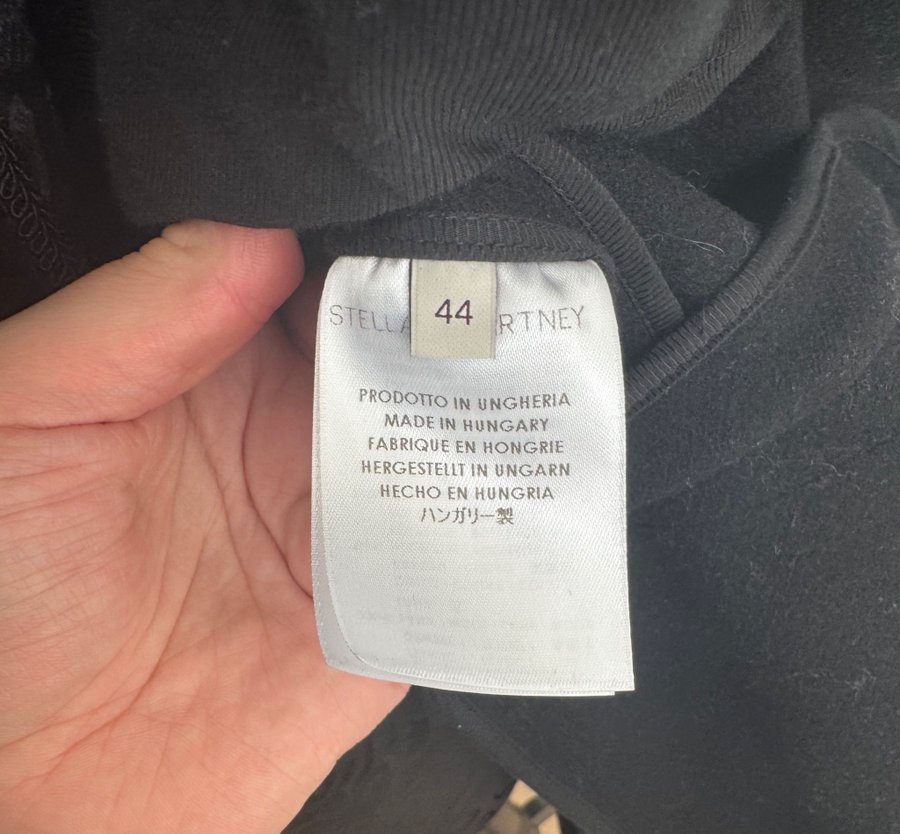 STELLA RTNEY
44
PRODOTTO IN UNGHERIA
MADE IN HUNGARY
FABRIQUE EN HONGRIE
HERGESTELLT IN UNGARN
HECHO EN HUNGRIA
ハンガリー製